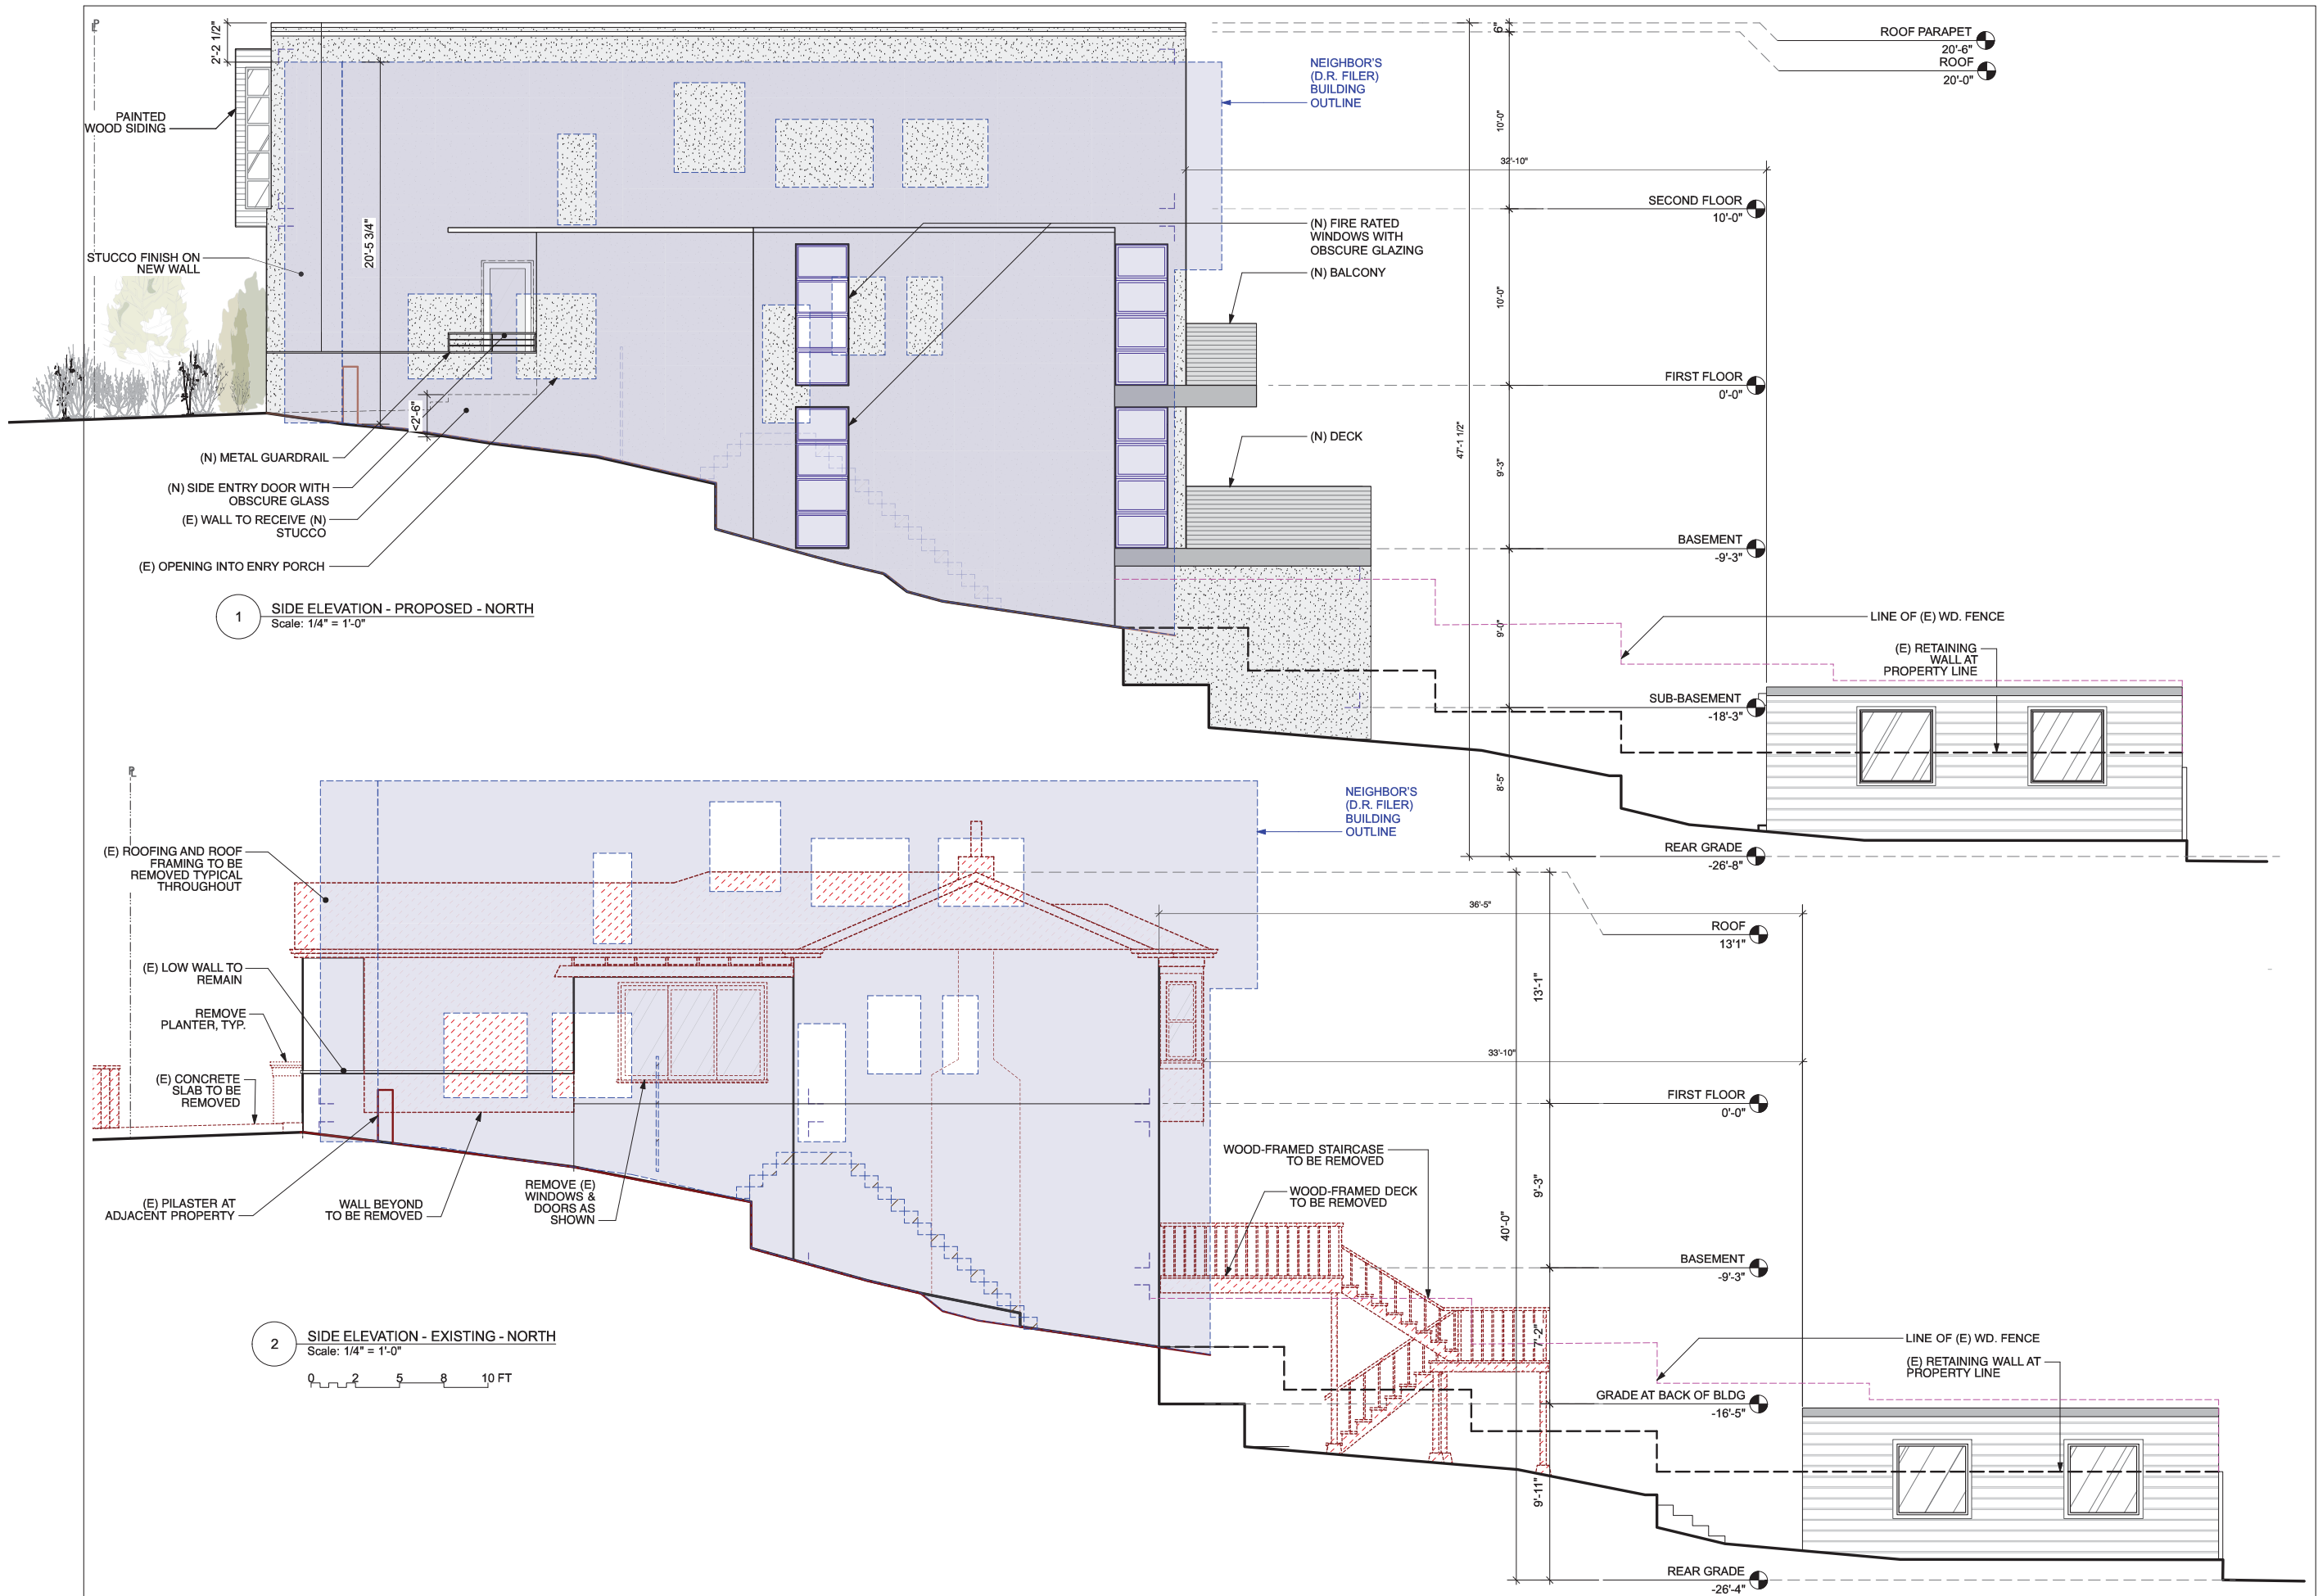 PL
2'-2 1/2"
PAINTED
WOOD SIDING
STUCCO FINISH ON
NEW WALL
20'-5 3/4"
<2'-6"
(N) METAL GUARDRAIL
(N) SIDE ENTRY DOOR WITH
OBSCURE GLASS
(E) WALL TO RECEIVE (N)
STUCCO
(E) OPENING INTO ENRY PORCH
NEIGHBOR'S
(D.R. FILER)
BUILDING
OUTLINE
(N) FIRE RATED
WINDOWS WITH
OBSCURE GLAZING
(N) BALCONY
(N) DECK
6"
10'-0"
32'-10"
10'-0"
47'-1 1/2"
9'-3"
9'-0"
8'-5"
ROOF PARAPET
20'-6"
ROOF
20'-0"
SECOND FLOOR
10'-0"
FIRST FLOOR
0'-0"
BASEMENT
-9'-3"
LINE OF (E) WD. FENCE
(E) RETAINING
WALL AT
PROPERTY LINE
SUB-BASEMENT
-18'-3"
REAR GRADE
-26'-8"
1
SIDE ELEVATION - PROPOSED - NORTH
Scale: 1/4" = 1'-0"
PL
(E) ROOFING AND ROOF
FRAMING TO BE
REMOVED TYPICAL
THROUGHOUT
(E) LOW WALL TO
REMAIN
REMOVE
PLANTER, TYP.
(E) CONCRETE
SLAB TO BE
REMOVED
(E) PILASTER AT
ADJACENT PROPERTY
WALL BEYOND
TO BE REMOVED
REMOVE (E)
WINDOWS &
DOORS AS
SHOWN
NEIGHBOR'S
(D.R. FILER)
BUILDING
OUTLINE
WOOD-FRAMED STAIRCASE
TO BE REMOVED
WOOD-FRAMED DECK
TO BE REMOVED
36'-5"
13'-1"
33'-10"
9'-3"
40'-0"
7'-2"
9'-11"
ROOF
13'1"
FIRST FLOOR
0'-0"
BASEMENT
-9'-3"
LINE OF (E) WD. FENCE
(E) RETAINING WALL AT
PROPERTY LINE
GRADE AT BACK OF BLDG
-16'-5"
REAR GRADE
-26'-4"
2
SIDE ELEVATION - EXISTING - NORTH
Scale: 1/4" = 1'-0"
0 2 5 8 10 FT